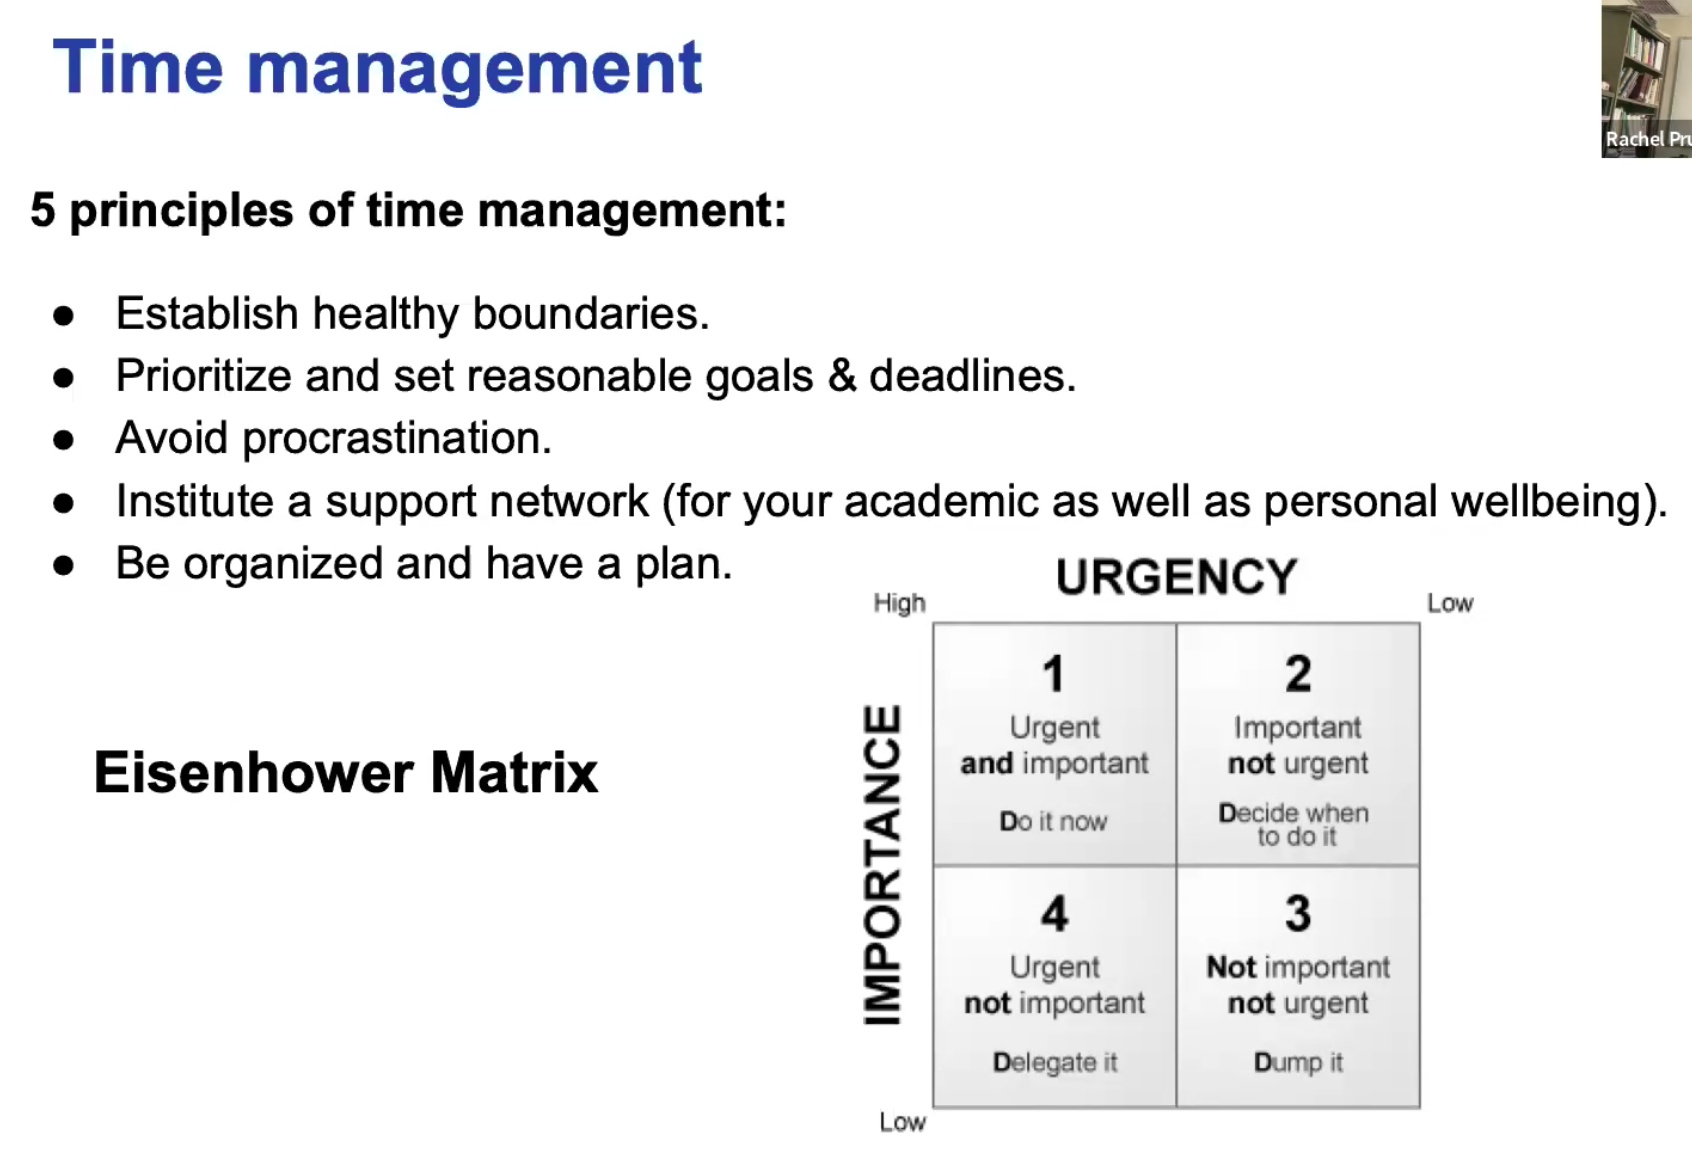 Time management
Rachel Pru
5 principles of time management:
● Establish healthy boundaries.
● Prioritize and set reasonable goals & deadlines.
● Avoid procrastination.
● Institute a support network (for your academic as well as personal wellbeing).
● Be organized and have a plan.
URGENCY
High
Low
1
Urgent
and important
Do it now
2
Important
not urgent
Decide when
to do it
Eisenhower Matrix
IMPORTANCE
4
Urgent
not important
Delegate it
3
Not important
not urgent
Dump it
Low